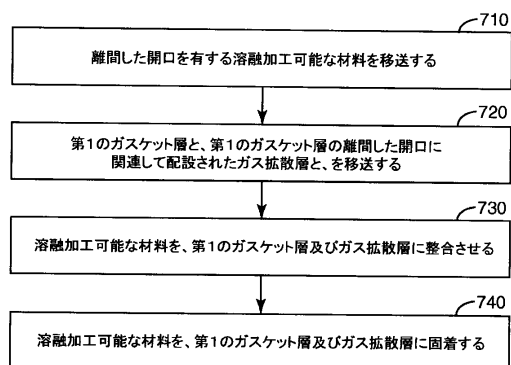 710
離間した開口を有する溶融加工可能な材料を移送する
720
第1のガスケット層と、第1のガスケット層の離間した開口に
関連して配設されたガス拡散層と、を移送する
730
溶融加工可能な材料を、第1のガスケット層及びガス拡散層に整合させる
740
溶融加工可能な材料を、第1のガスケット層及びガス拡散層に固着する